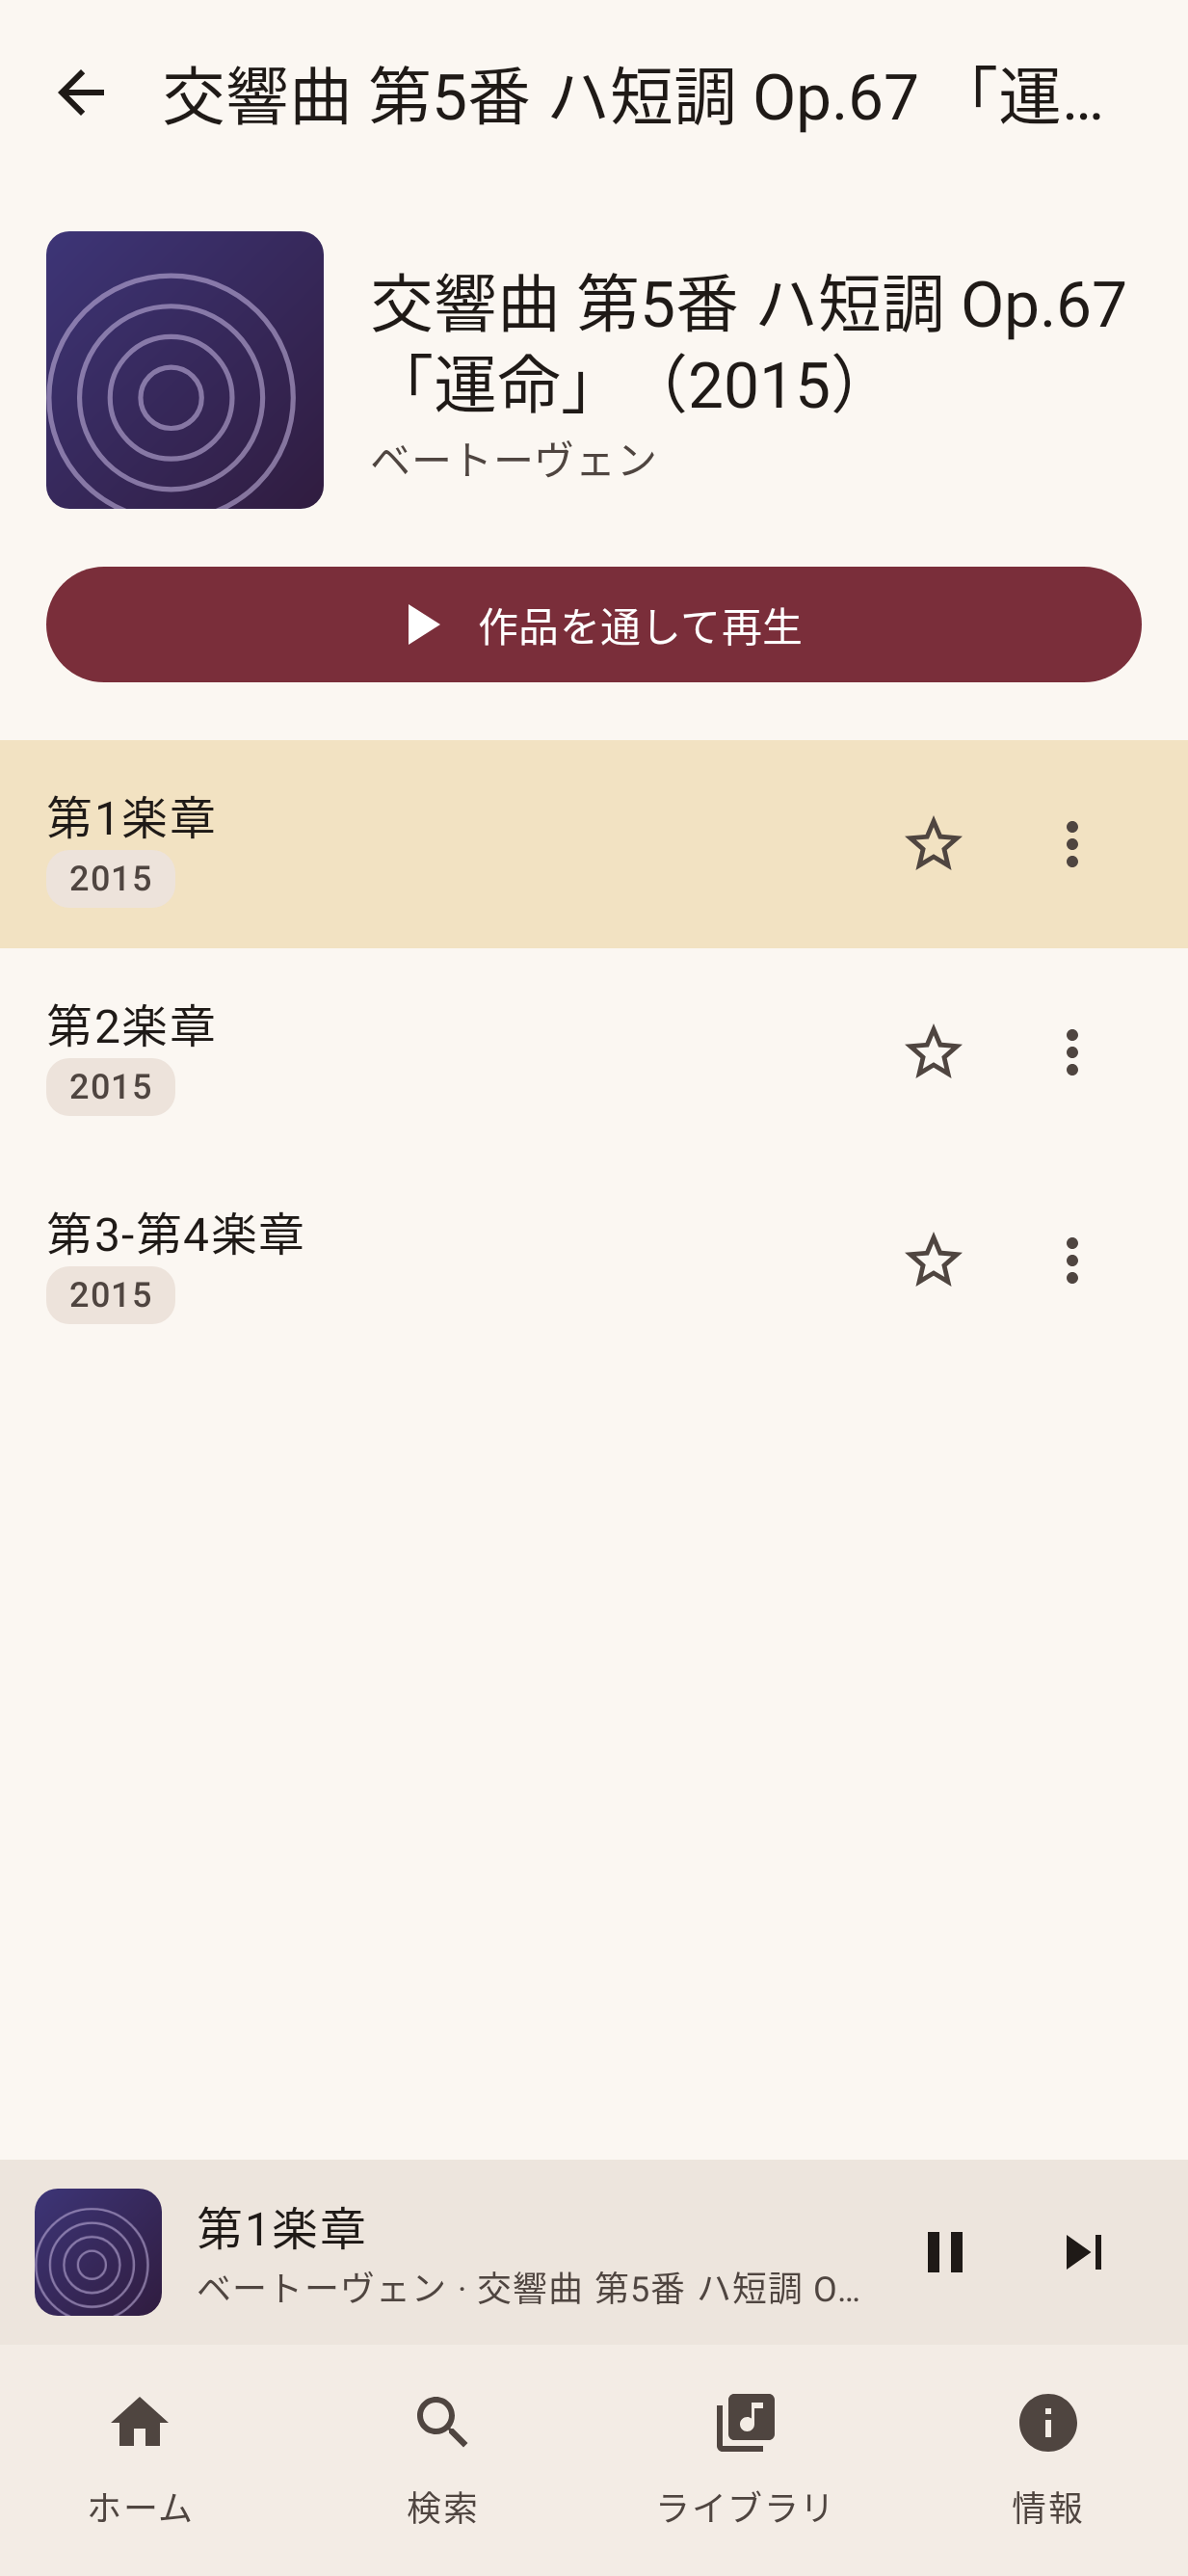 交響曲 第5番 ハ短調 Op.67 「運…
交響曲 第5番 ハ短調 Op.67
「運命」（2015）
ベートーヴェン
作品を通して再生
第1楽章
2015
第2楽章
2015
第3-第4楽章
2015
第1楽章
ベートーヴェン · 交響曲 第5番 ハ短調 O…
ホーム
検索
ライブラリ
情報